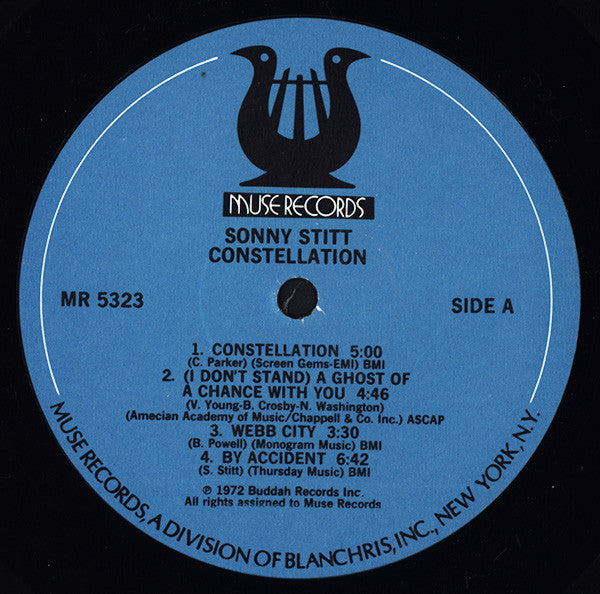 MUSE RECORDS
SONNY STITT
CONSTELLATION
MR 5323
SIDE A
1. CONSTELLATION 5:00
(C. Parker) (Screen Gems-EMI) BMI
2. (I DON'T STAND) A GHOST OF
A CHANCE WITH YOU 4:46
(V. Young-B. Crosby-N. Washington)
(Amecian Academy of Music/Chappell & Co. Inc.) ASCAP
3. WEBB CITY 3:30
(B. Powell) (Monogram Music) BMI
4. BY ACCIDENT 6:42
(S. Stitt) (Thursday Music) BMI
℗ 1972 Buddah Records Inc.
All rights assigned to Muse Records
MUSE RECORDS, A DIVISION OF BLANCHRIS, INC., NEW YORK, N.Y.